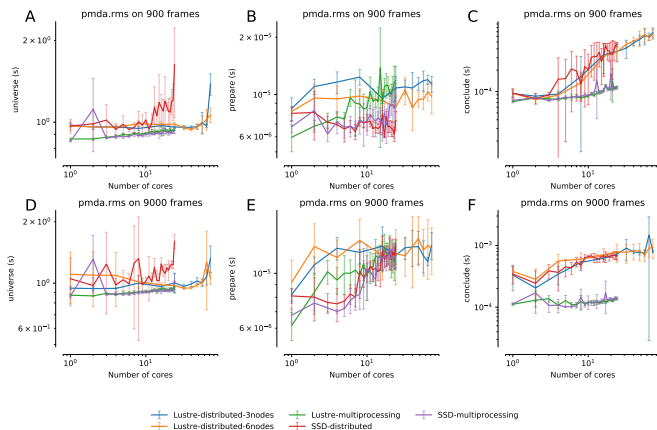 A
pmda.rms on 900 frames
2 × 10⁰
10⁰
universe (s)
10⁰
10¹
Number of cores
B
pmda.rms on 900 frames
2 × 10⁻⁵
10⁻⁵
6 × 10⁻⁶
prepare (s)
10⁰
10¹
Number of cores
C
pmda.rms on 900 frames
10⁻⁴
conclude (s)
10⁰
10¹
Number of cores
D
pmda.rms on 9000 frames
2 × 10⁰
10⁰
6 × 10⁻¹
universe (s)
10⁰
10¹
Number of cores
E
pmda.rms on 9000 frames
10⁻⁵
6 × 10⁻⁶
prepare (s)
10⁰
10¹
Number of cores
F
pmda.rms on 9000 frames
10⁻³
10⁻⁴
conclude (s)
10⁰
10¹
Number of cores
Lustre-distributed-3nodes
Lustre-distributed-6nodes
Lustre-multiprocessing
SSD-distributed
SSD-multiprocessing